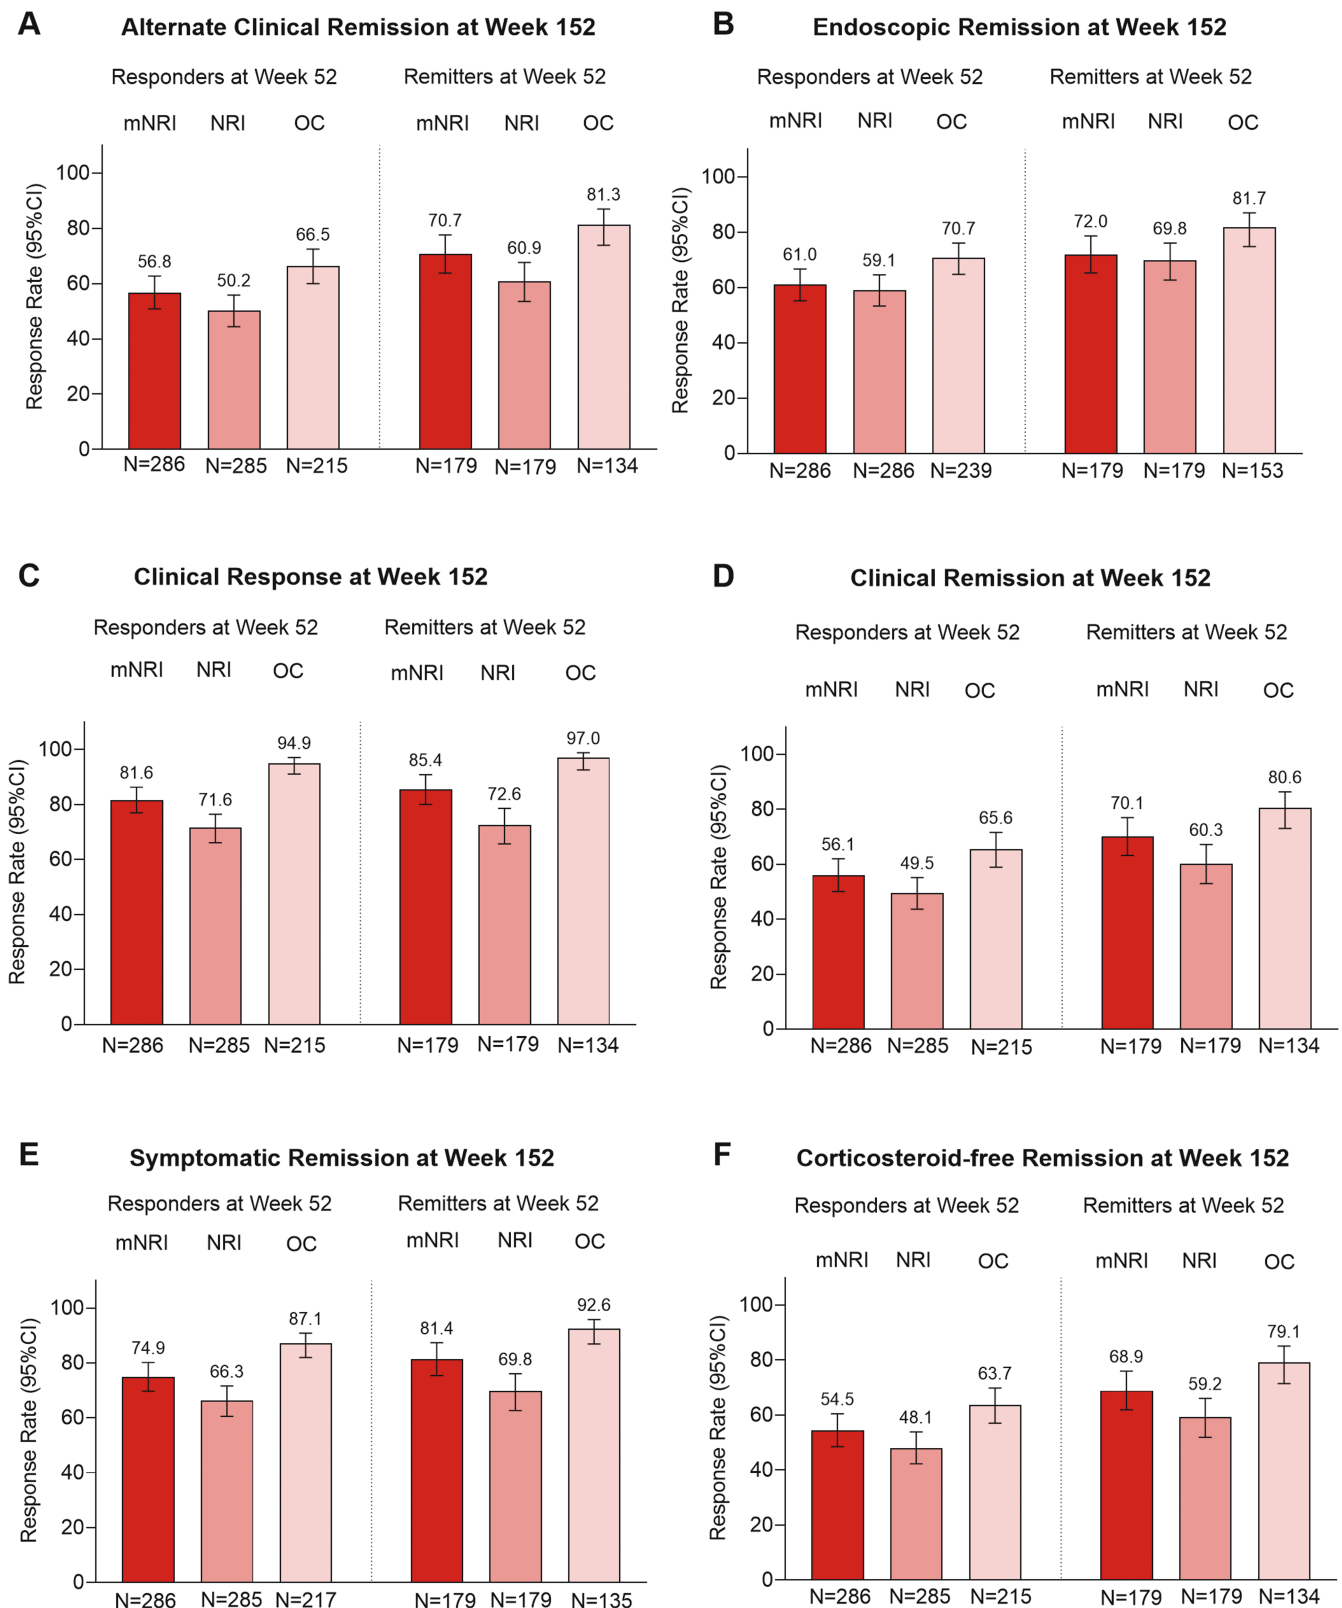 A
Alternate Clinical Remission at Week 152
Responders at Week 52
Remitters at Week 52
mNRI NRI OC
mNRI NRI OC
Response Rate (95%CI)
100
80
60
40
20
0
56.8
50.2
66.5
70.7
60.9
81.3
N=286 N=285 N=215
N=179 N=179 N=134
B
Endoscopic Remission at Week 152
Responders at Week 52
Remitters at Week 52
mNRI NRI OC
mNRI NRI OC
Response Rate (95%CI)
100
80
60
40
20
0
61.0
59.1
70.7
72.0
69.8
81.7
N=286 N=286 N=239
N=179 N=179 N=153
C
Clinical Response at Week 152
Responders at Week 52
Remitters at Week 52
mNRI NRI OC
mNRI NRI OC
Response Rate (95%CI)
100
80
60
40
20
0
81.6
71.6
94.9
85.4
72.6
97.0
N=286 N=285 N=215
N=179 N=179 N=134
D
Clinical Remission at Week 152
Responders at Week 52
Remitters at Week 52
mNRI NRI OC
mNRI NRI OC
Response Rate (95%CI)
100
80
60
40
20
0
56.1
49.5
65.6
70.1
60.3
80.6
N=286 N=285 N=215
N=179 N=179 N=134
E
Symptomatic Remission at Week 152
Responders at Week 52
Remitters at Week 52
mNRI NRI OC
mNRI NRI OC
Response Rate (95%CI)
100
80
60
40
20
0
74.9
66.3
87.1
81.4
69.8
92.6
N=286 N=285 N=217
N=179 N=179 N=135
F
Corticosteroid-free Remission at Week 152
Responders at Week 52
Remitters at Week 52
mNRI NRI OC
mNRI NRI OC
Response Rate (95%CI)
100
80
60
40
20
0
54.5
48.1
63.7
68.9
59.2
79.1
N=286 N=285 N=215
N=179 N=179 N=134